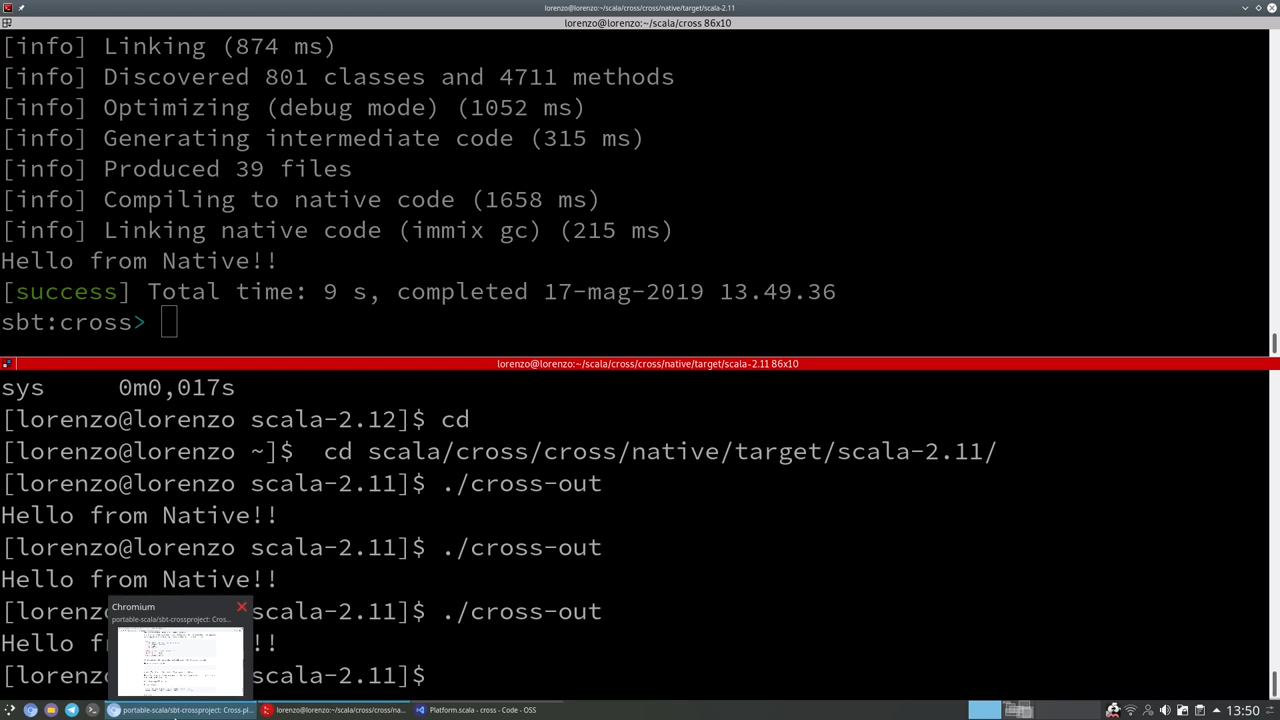 lorenzo@lorenzo:~/scala/cross/cross/native/target/scala-2.11
lorenzo@lorenzo:~/scala/cross 86x10
[info] Linking (874 ms)
[info] Discovered 801 classes and 4711 methods
[info] Optimizing (debug mode) (1052 ms)
[info] Generating intermediate code (315 ms)
[info] Produced 39 files
[info] Compiling to native code (1658 ms)
[info] Linking native code (immix gc) (215 ms)
Hello from Native!!
[success] Total time: 9 s, completed 17-mag-2019 13.49.36
sbt:cross>
lorenzo@lorenzo:~/scala/cross/cross/native/target/scala-2.11 86x10
sys 0m0,017s
[lorenzo@lorenzo scala-2.12]$ cd
[lorenzo@lorenzo ~]$ cd scala/cross/cross/native/target/scala-2.11/
[lorenzo@lorenzo scala-2.11]$ ./cross-out
Hello from Native!!
[lorenzo@lorenzo scala-2.11]$ ./cross-out
Hello from Native!!
[lorenzo@lorenzo scala-2.11]$ ./cross-out
Hello fr !!
[lorenzo@lorenzo scala-2.11]$
Chromium
portable-scala/sbt-crossproject: Cros...
portable-scala/sbt-crossproject: Cross-pl...
lorenzo@lorenzo:~/scala/cross/cross/na...
Platform.scala - cross - Code - OSS
13:50